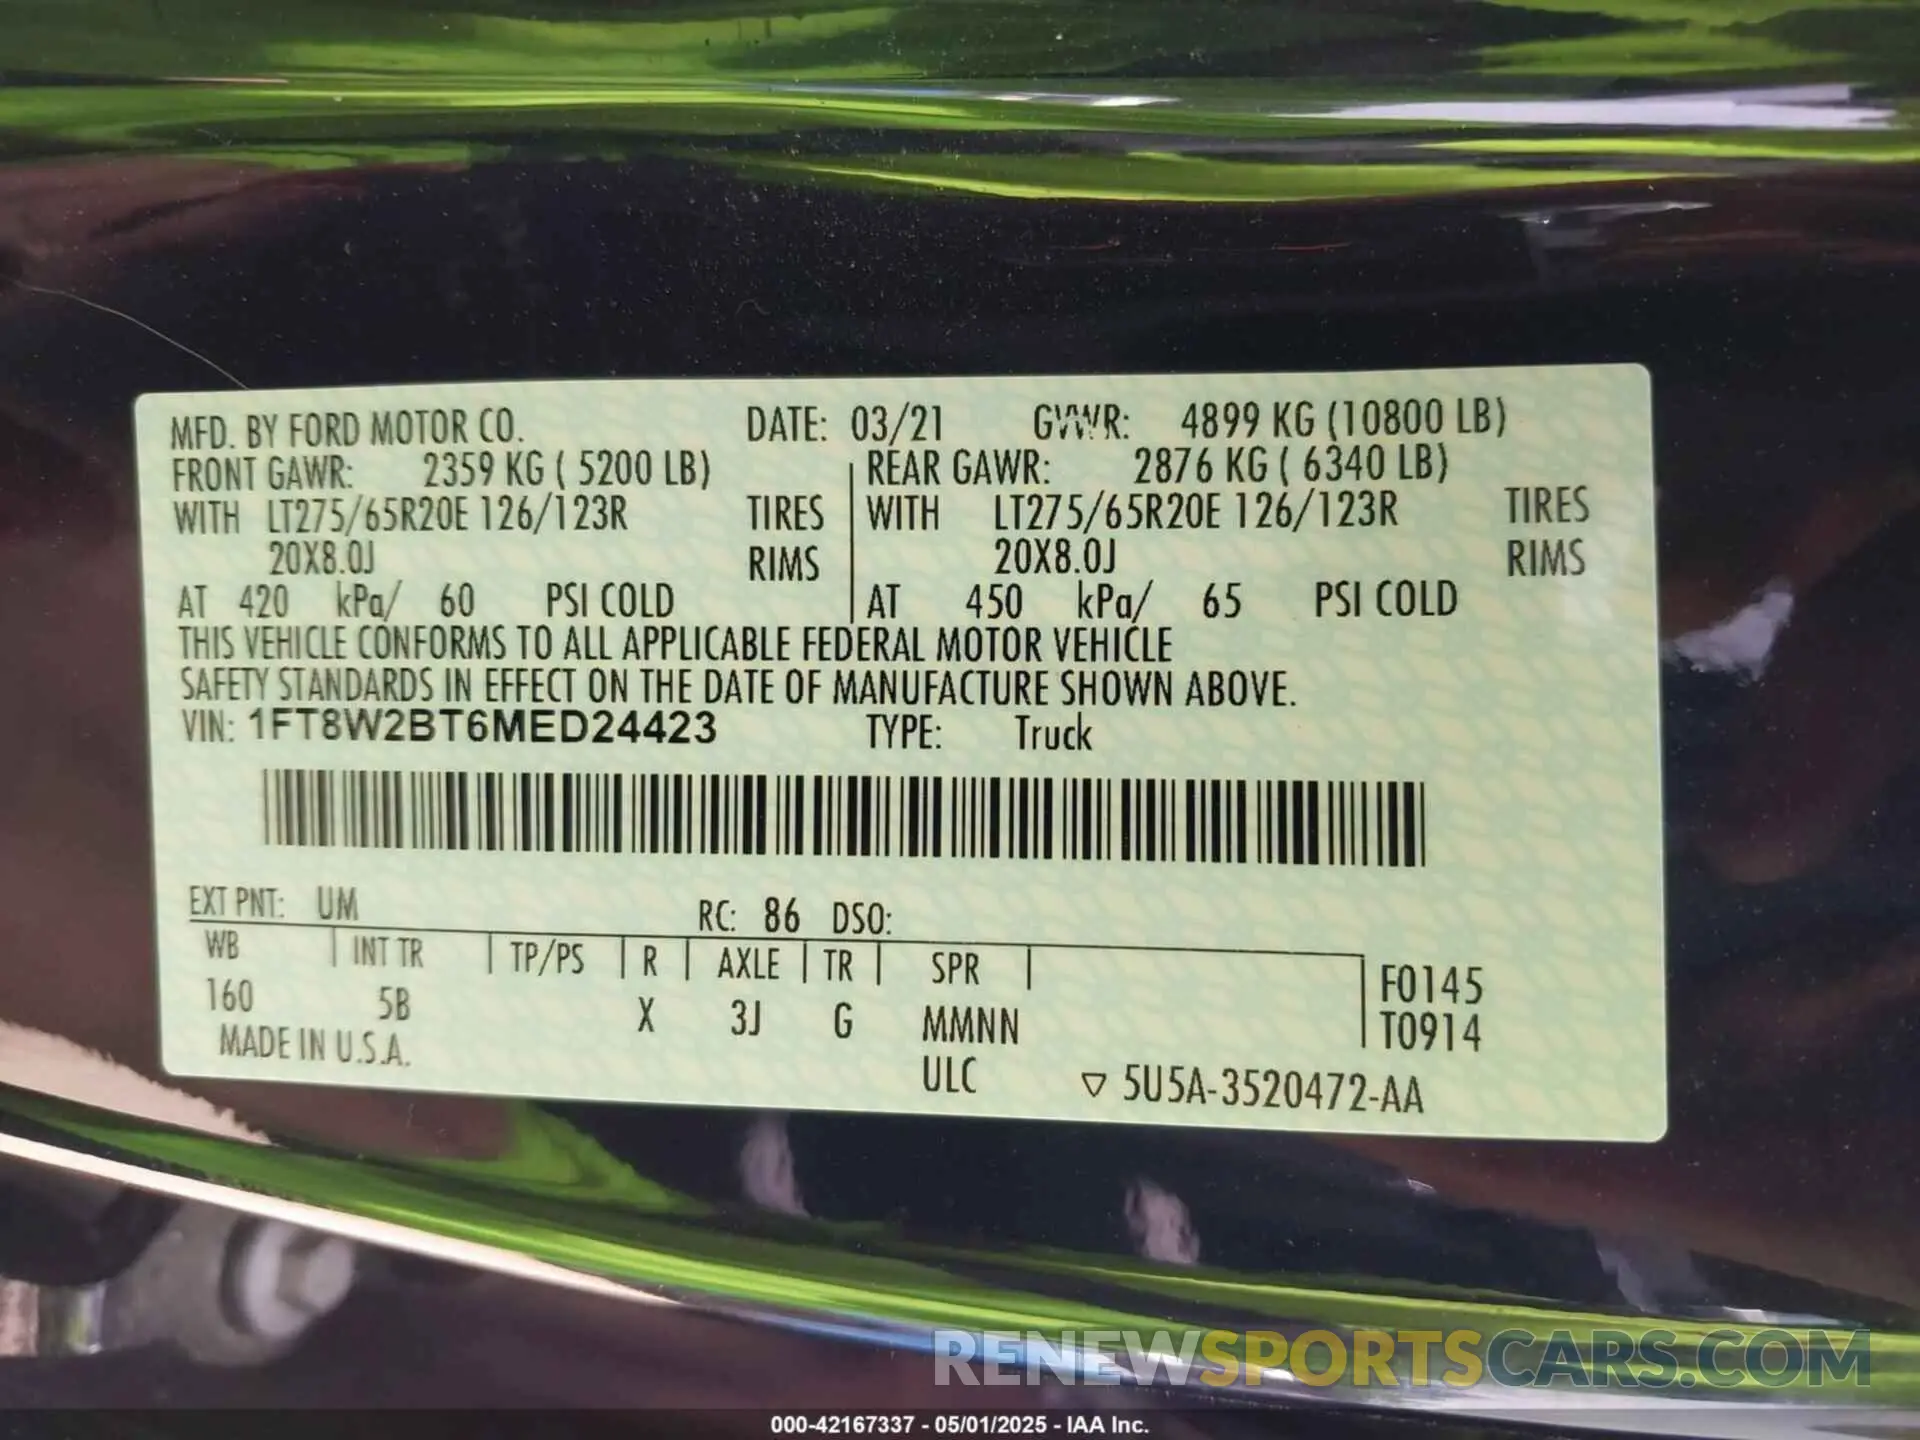 MFD. BY FORD MOTOR CO. DATE: 03/21 GVWR: 4899 KG (10800 LB)
FRONT GAWR: 2359 KG ( 5200 LB) REAR GAWR: 2876 KG ( 6340 LB)
WITH LT275/65R20E 126/123R TIRES WITH LT275/65R20E 126/123R TIRES
20X8.0J RIMS 20X8.0J RIMS
AT 420 kPa/ 60 PSI COLD AT 450 kPa/ 65 PSI COLD
THIS VEHICLE CONFORMS TO ALL APPLICABLE FEDERAL MOTOR VEHICLE
SAFETY STANDARDS IN EFFECT ON THE DATE OF MANUFACTURE SHOWN ABOVE.
VIN: 1FT8W2BT6MED24423 TYPE: Truck
EXT PNT: UM RC: 86 DSO:
WB INT TR TP/PS R AXLE TR SPR F0145
160 5B X 3J G MMNN T0914
MADE IN U.S.A. ULC ▽ 5U5A-3520472-AA
RENEWSPORTSCARS.COM
000-42167337 - 05/01/2025 - IAA Inc.